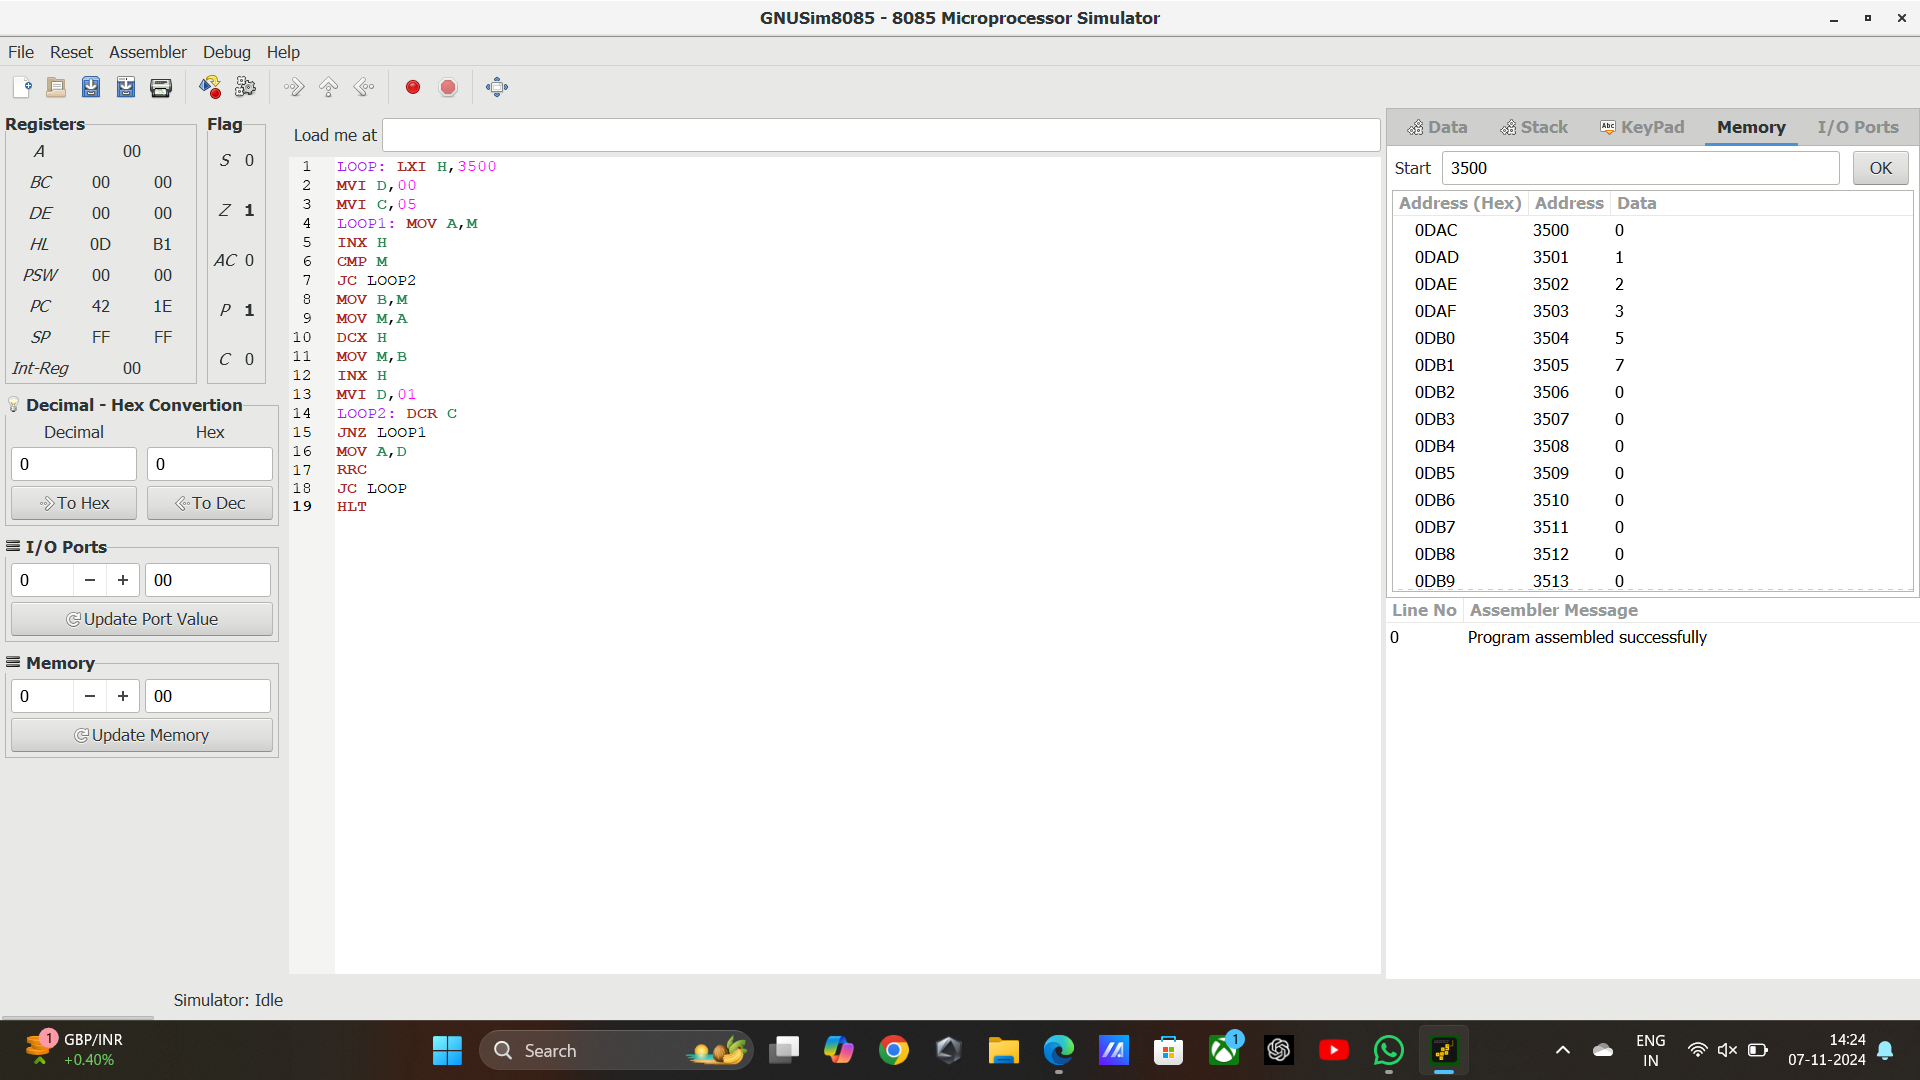 GNUSim8085 - 8085 Microprocessor Simulator
File Reset Assembler Debug Help
Registers
A 00
BC 00 00
DE 00 00
HL 0D B1
PSW 00 00
PC 42 1E
SP FF FF
Int-Reg 00
Flag
S 0
Z 1
AC 0
P 1
C 0
Decimal - Hex Convertion
Decimal Hex
0 0
To Hex To Dec
I/O Ports
0 − + 00
Update Port Value
Memory
0 − + 00
Update Memory
Load me at
1 LOOP: LXI H,3500
2 MVI D,00
3 MVI C,05
4 LOOP1: MOV A,M
5 INX H
6 CMP M
7 JC LOOP2
8 MOV B,M
9 MOV M,A
10 DCX H
11 MOV M,B
12 INX H
13 MVI D,01
14 LOOP2: DCR C
15 JNZ LOOP1
16 MOV A,D
17 RRC
18 JC LOOP
19 HLT
Data Stack Abc KeyPad Memory I/O Ports
Start 3500 OK
Address (Hex) Address Data
0DAC 3500 0
0DAD 3501 1
0DAE 3502 2
0DAF 3503 3
0DB0 3504 5
0DB1 3505 7
0DB2 3506 0
0DB3 3507 0
0DB4 3508 0
0DB5 3509 0
0DB6 3510 0
0DB7 3511 0
0DB8 3512 0
0DB9 3513 0
Line No Assembler Message
0 Program assembled successfully
Simulator: Idle
1 GBP/INR
+0.40%
Search
1
ENG
IN
14:24
07-11-2024